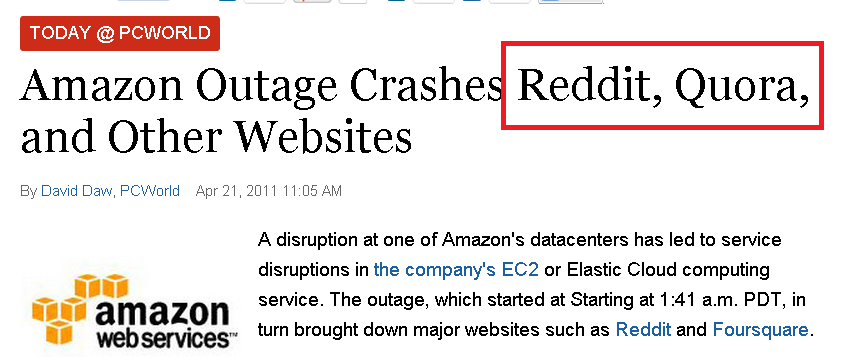 TODAY @ PCWORLD
Amazon Outage Crashes Reddit, Quora,
and Other Websites
By David Daw, PCWorld Apr 21, 2011 11:05 AM
A disruption at one of Amazon's datacenters has led to service
disruptions in the company's EC2 or Elastic Cloud computing
service. The outage, which started at Starting at 1:41 a.m. PDT, in
turn brought down major websites such as Reddit and Foursquare.
amazon
webservices™